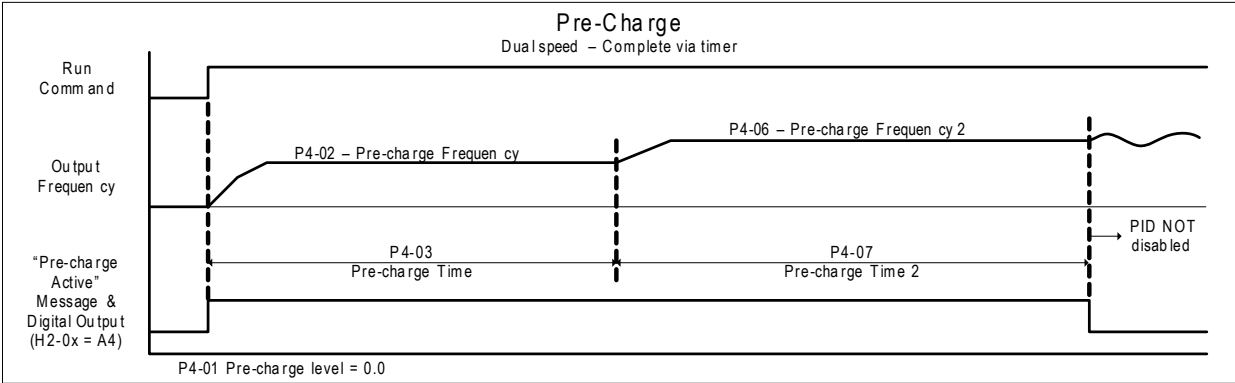 Pre-Charge
Dual speed – Complete via timer
Run
Command
P4-06 – Pre-charge Frequency 2
P4-02 – Pre-charge Frequency
Output
Frequency
PID NOT
disabled
P4-03
Pre-charge Time
P4-07
Pre-charge Time 2
“Pre-charge
Active”
Message &
Digital Output
(H2-0x = A4)
P4-01 Pre-charge level = 0.0